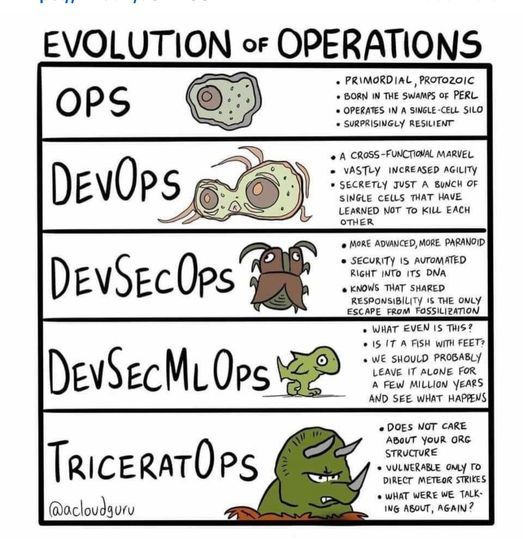 EVOLUTION OF OPERATIONS
OPS
• PRIMORDIAL, PROTOZOIC
• BORN IN THE SWAMPS OF PERL
• OPERATES IN A SINGLE-CELL SILO
• SURPRISINGLY RESILIENT
DEVOPS
• A CROSS-FUNCTIONAL MARVEL
• VASTLY INCREASED AGILITY
• SECRETLY JUST A BUNCH OF
SINGLE CELLS THAT HAVE
LEARNED NOT TO KILL EACH
OTHER
DEVSECOPS
• MORE ADVANCED, MORE PARANOID
• SECURITY IS AUTOMATED
RIGHT INTO ITS DNA
• KNOWS THAT SHARED
RESPONSIBILITY IS THE ONLY
ESCAPE FROM FOSSILIZATION
DEVSECMLOPS
• WHAT EVEN IS THIS?
• IS IT A FISH WITH FEET?
• WE SHOULD PROBABLY
LEAVE IT ALONE FOR
A FEW MILLION YEARS
AND SEE WHAT HAPPENS
TRICERATOPS
• DOES NOT CARE
ABOUT YOUR ORG
STRUCTURE
• VULNERABLE ONLY TO
DIRECT METEOR STRIKES
• WHAT WERE WE TALK-
ING ABOUT, AGAIN?
@acloudguru